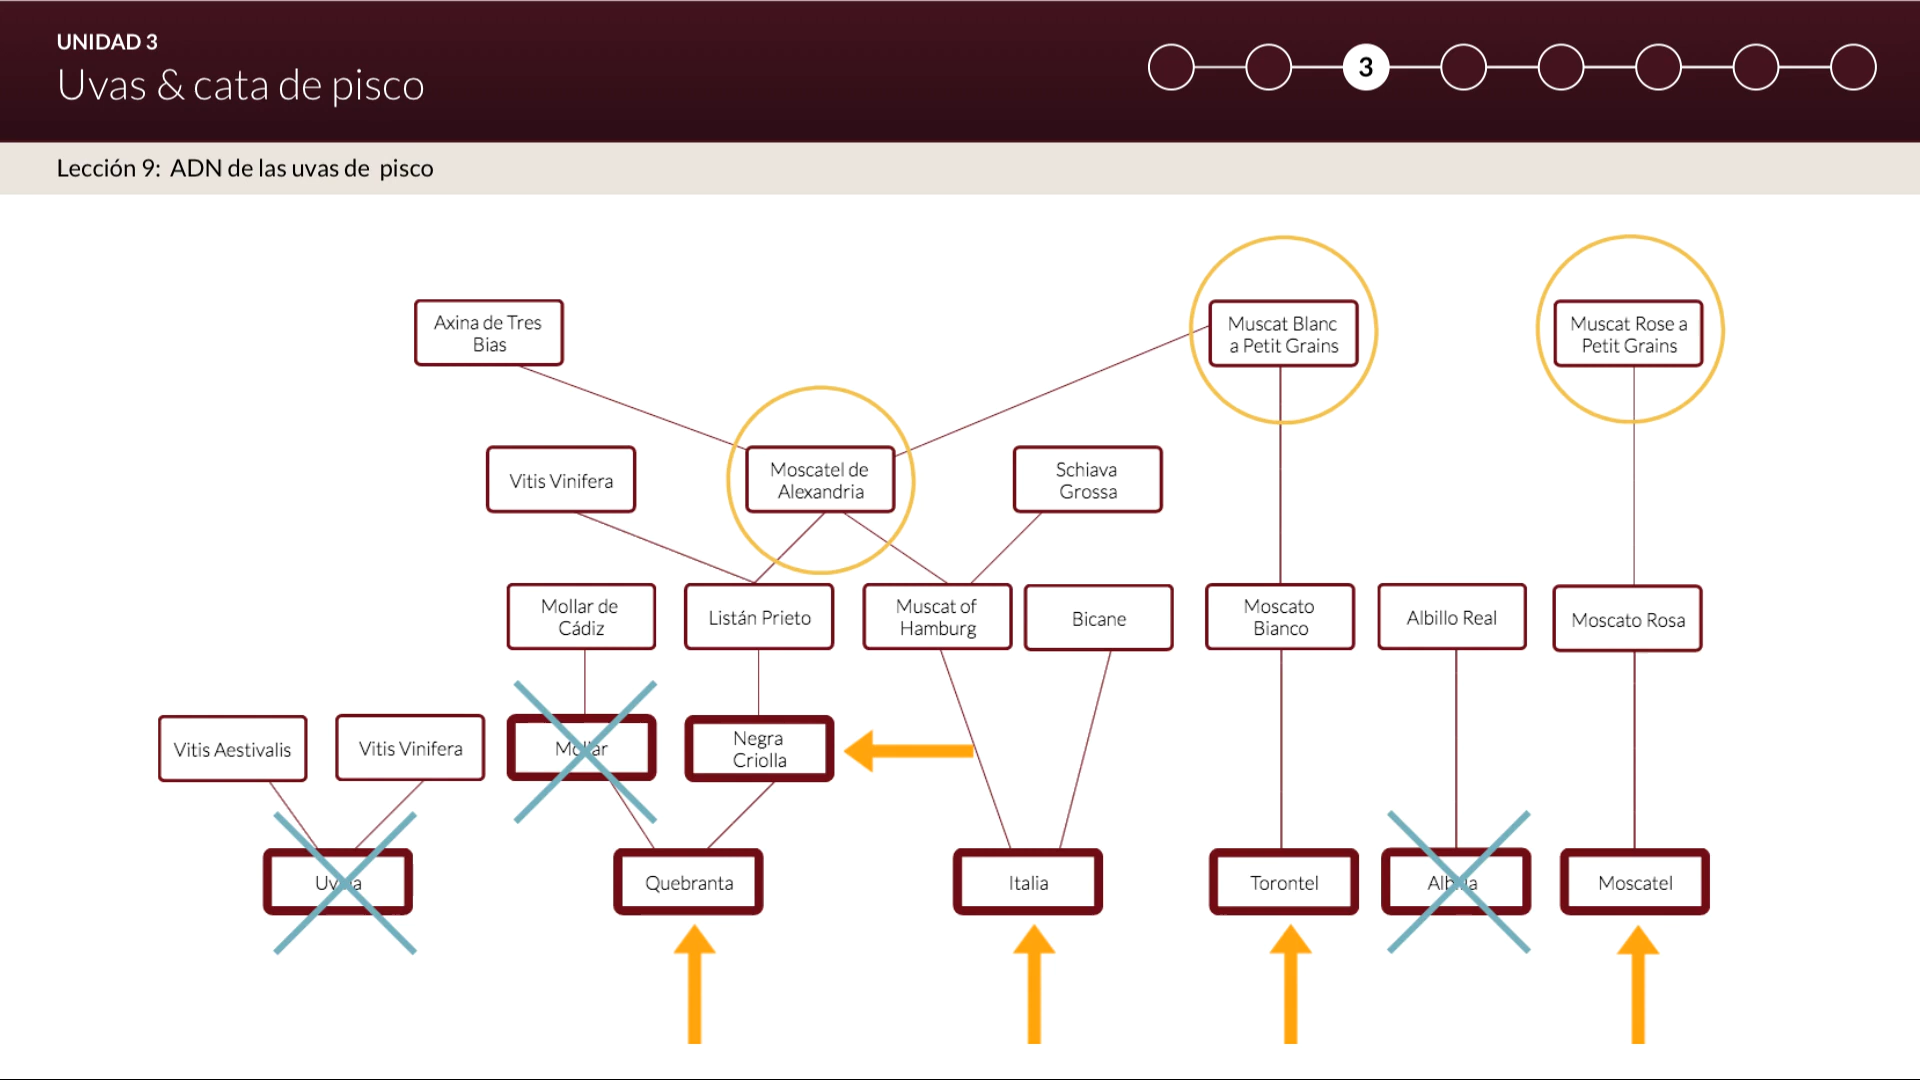 UNIDAD 3
Uvas & cata de pisco
3
Lección 9: ADN de las uvas de pisco
Axina de Tres
Bias
Muscat Blanc
a Petit Grains
Muscat Rose a
Petit Grains
Vitis Vinifera
Moscatel de
Alexandria
Schiava
Grossa
Mollar de
Cádiz
Listán Prieto
Muscat of
Hamburg
Bicane
Moscato
Bianco
Albillo Real
Moscato Rosa
Vitis Aestivalis
Vitis Vinifera
Mollar
Negra
Criolla
Uvina
Quebranta
Italia
Torontel
Albilla
Moscatel